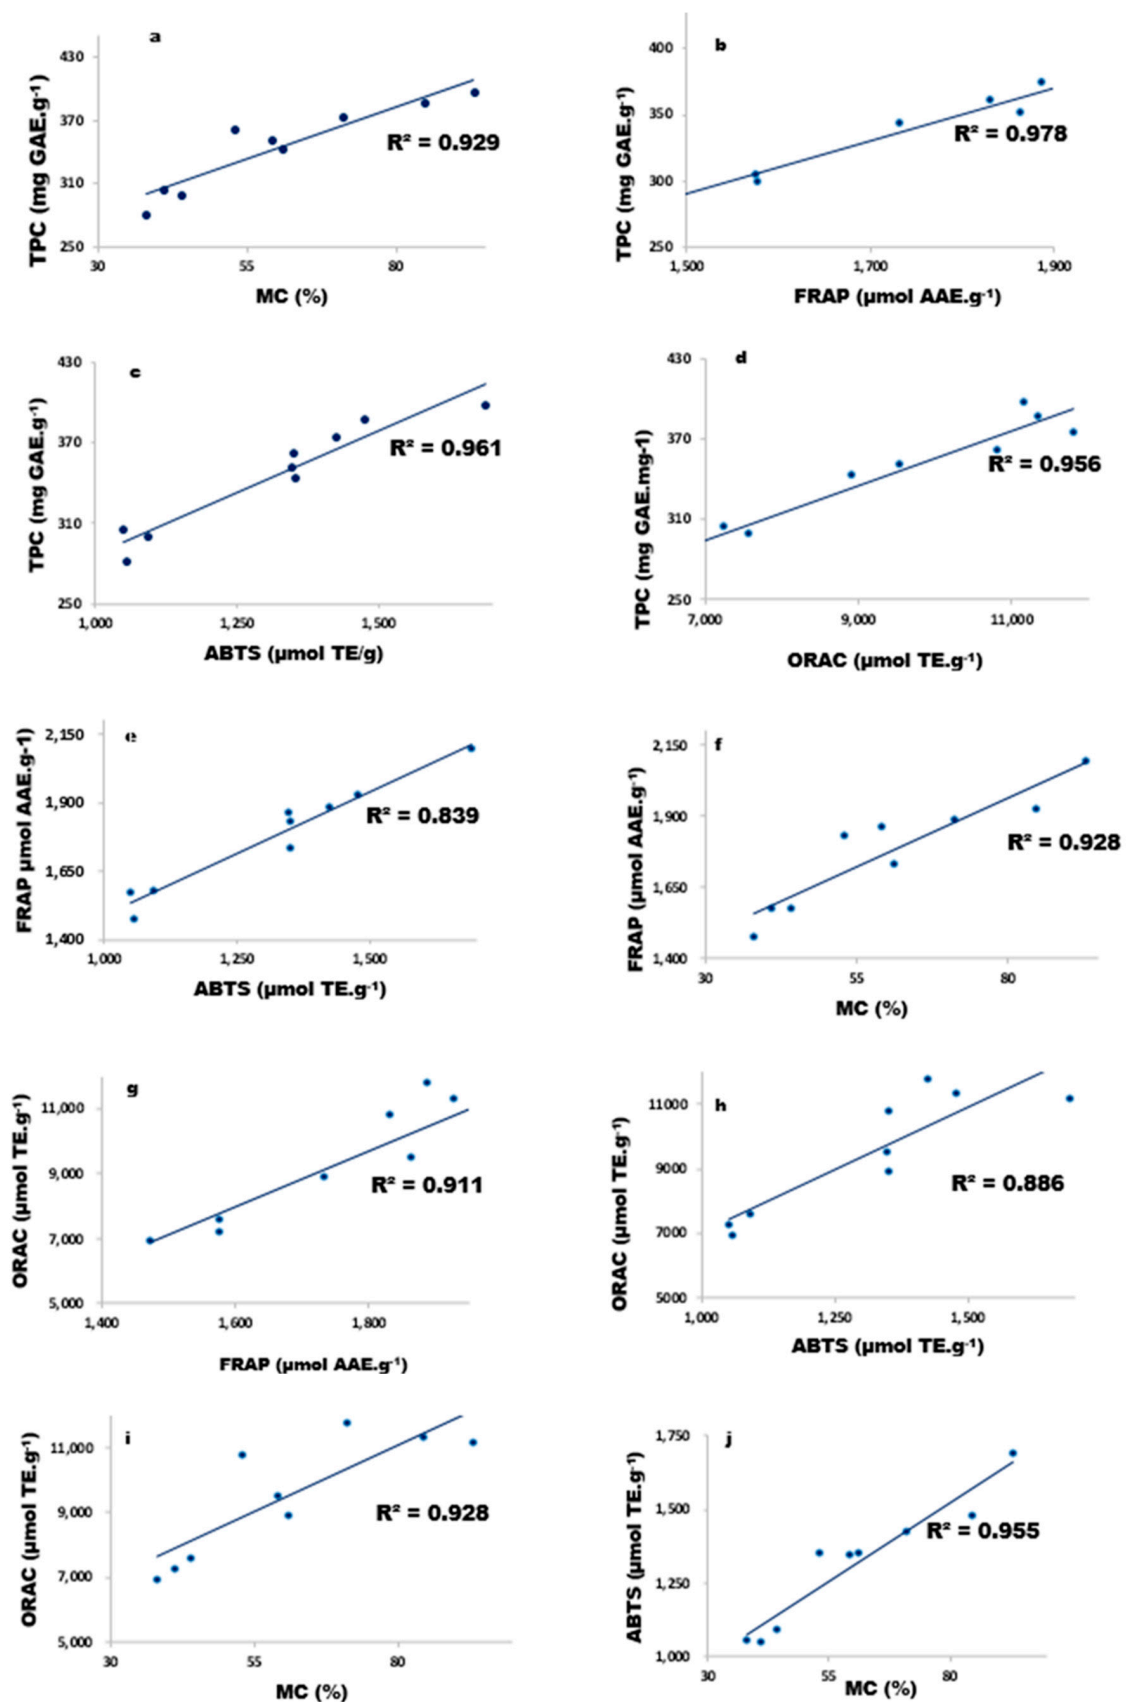 a
430
370
310
250
TPC (mg GAE.g-1)
R² = 0.929
30 55 80
MC (%)
b
400
350
300
250
TPC (mg GAE.g-1)
R² = 0.978
1,500 1,700 1,900
FRAP (µmol AAE.g-1)
c
430
370
310
250
TPC (mg GAE.g-1)
R² = 0.961
1,000 1,250 1,500
ABTS (µmol TE/g)
d
430
370
310
250
TPC (mg GAE.mg-1)
R² = 0.956
7,000 9,000 11,000
ORAC (µmol TE.g-1)
e
2,150
1,900
1,650
1,400
FRAP µmol AAE.g-1)
R² = 0.839
1,000 1,250 1,500
ABTS (µmol TE.g-1)
f
2,150
1,900
1,650
1,400
FRAP (µmol AAE.g-1)
R² = 0.928
30 55 80
MC (%)
g
11,000
9,000
7,000
5,000
ORAC (µmol TE.g-1)
R² = 0.911
1,400 1,600 1,800
FRAP (µmol AAE.g-1)
h
11000
9000
7000
5000
ORAC (µmol TE.g-1)
R² = 0.886
1,000 1,250 1,500
ABTS (µmol TE.g-1)
i
11,000
9,000
7,000
5,000
ORAC (µmol TE.g-1)
R² = 0.928
30 55 80
MC (%)
j
1,750
1,500
1,250
1,000
ABTS (µmol TE.g-1)
R² = 0.955
30 55 80
MC (%)